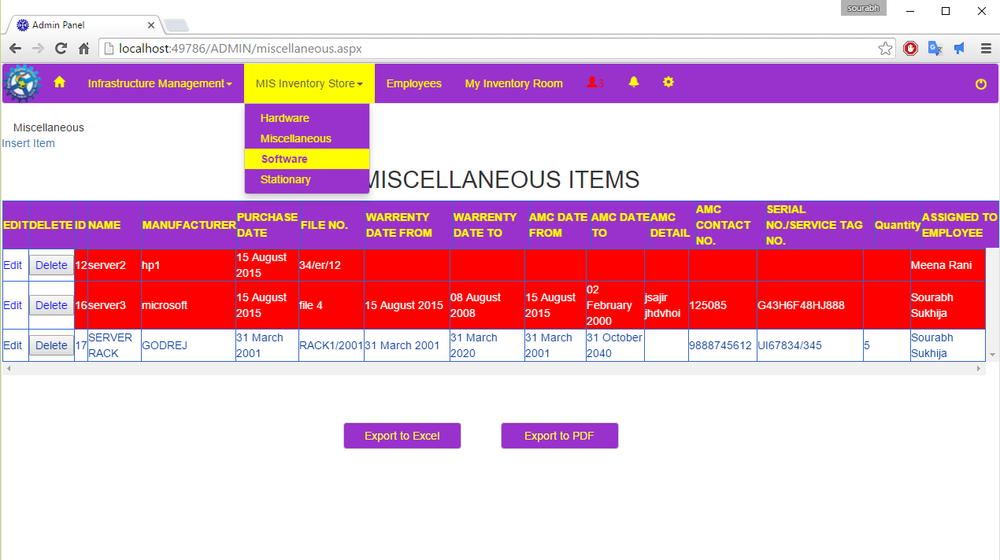 sourabh
Admin Panel
localhost:49786/ADMIN/miscellaneous.aspx
Infrastructure Management MIS Inventory Store Employees My Inventory Room 3
Hardware
Miscellaneous
Software
Stationary
Miscellaneous
Insert Item
MISCELLANEOUS ITEMS
EDIT DELETE ID NAME MANUFACTURER PURCHASE DATE FILE NO. WARRENTY DATE FROM WARRENTY DATE TO AMC DATE FROM AMC DATE TO AMC DETAIL AMC CONTACT NO. SERIAL NO./SERVICE TAG NO. Quantity ASSIGNED TO EMPLOYEE
Edit Delete 12 server2 hp1 15 August 2015 34/er/12 Meena Rani
Edit Delete 16 server3 microsoft 15 August 2015 file 4 15 August 2015 08 August 2008 15 August 2015 02 February 2000 jsajir jhdvhoi 125085 G43H6F48HJ888 Sourabh Sukhija
Edit Delete 17 SERVER RACK GODREJ 31 March 2001 RACK1/2001 31 March 2001 31 March 2020 31 March 2001 31 October 2040 9888745612 UI67834/345 5 Sourabh Sukhija
Export to Excel Export to PDF